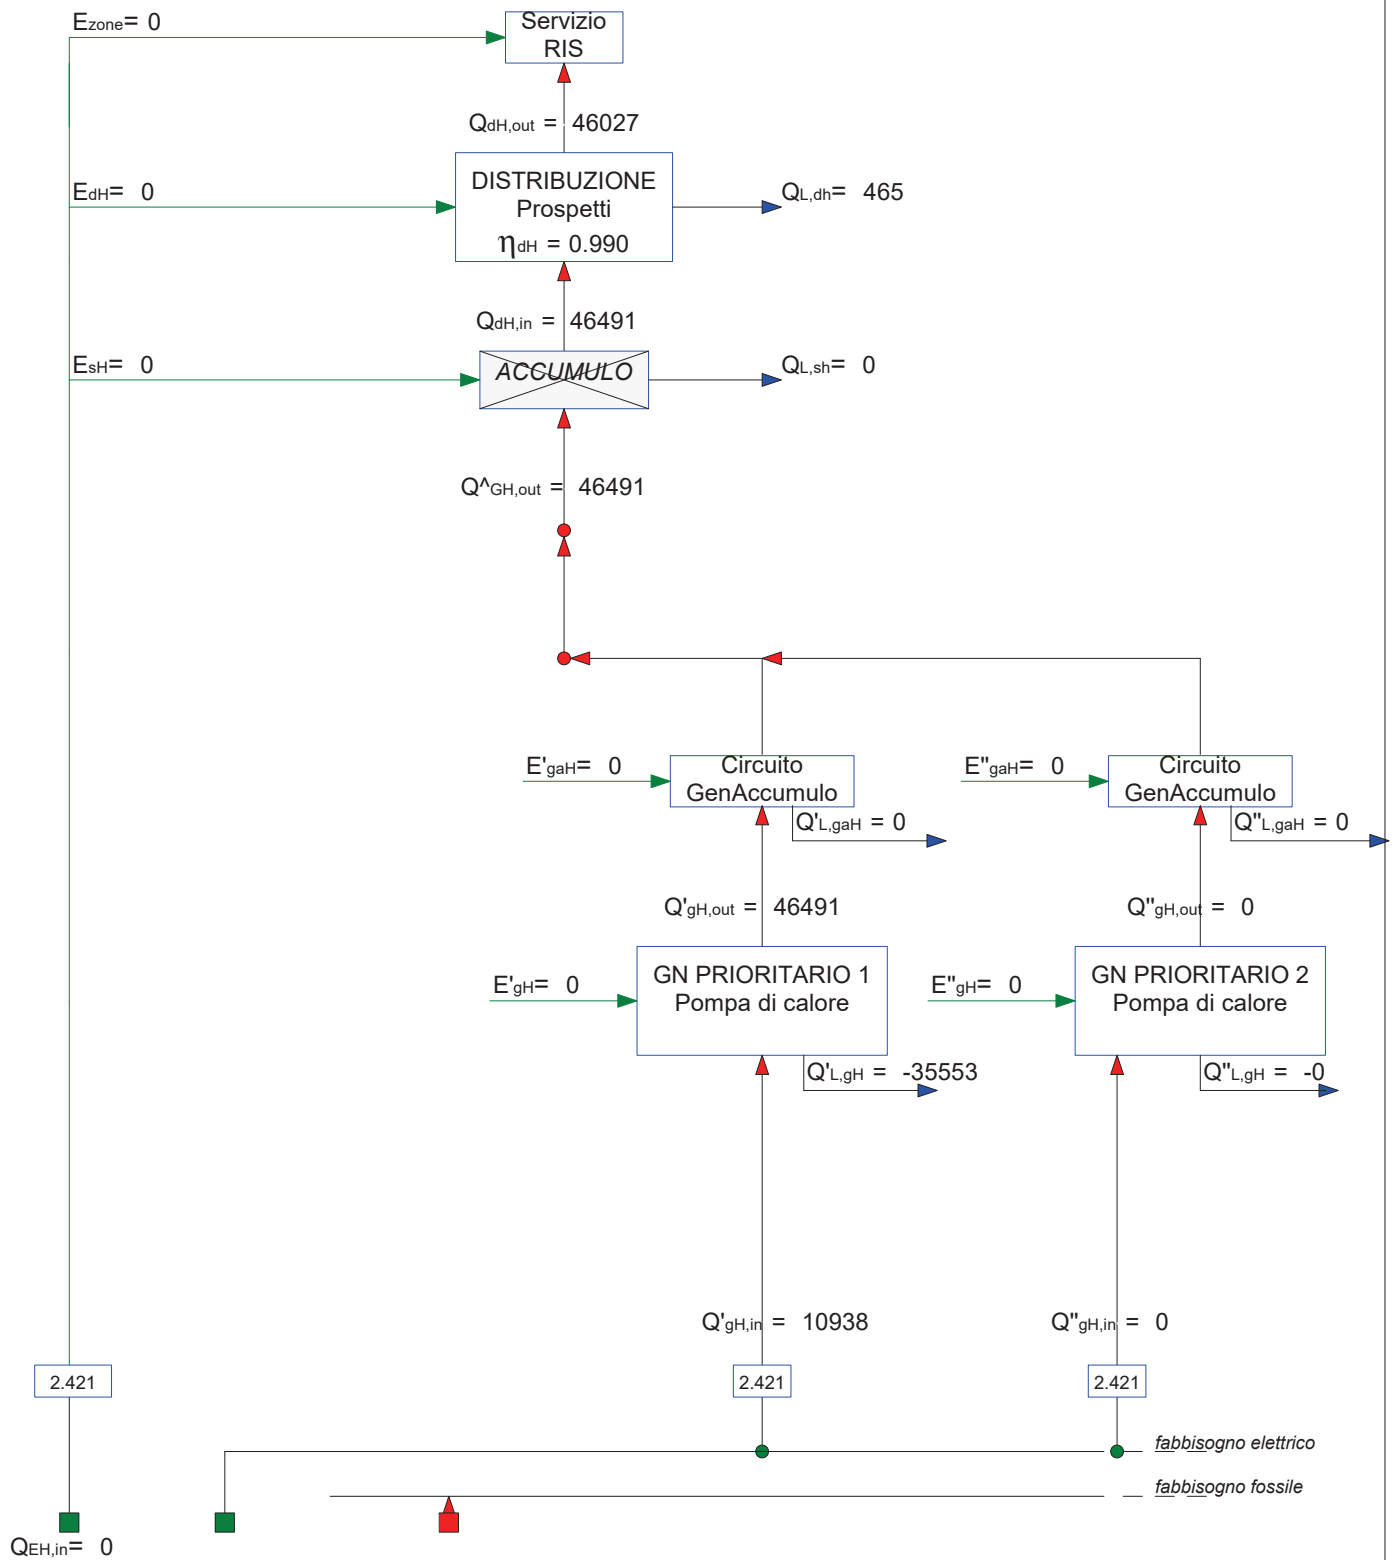 Ezone= 0
Servizio
RIS
QdH,out = 46027
EdH= 0
DISTRIBUZIONE
Prospetti
ηdH = 0.990
QL,dh= 465
QdH,in = 46491
EsH= 0
ACCUMULO
QL,sh= 0
Q^GH,out = 46491
E'gaH= 0
Circuito
GenAccumulo
E"gaH= 0
Circuito
GenAccumulo
Q'L,gaH = 0
Q"L,gaH = 0
Q'gH,out = 46491
Q"gH,out = 0
E'gH= 0
GN PRIORITARIO 1
Pompa di calore
E"gH= 0
GN PRIORITARIO 2
Pompa di calore
Q'L,gH = -35553
Q"L,gH = -0
Q'gH,in = 10938
Q"gH,in = 0
2.421
2.421
2.421
fabbisogno elettrico
fabbisogno fossile
QEH,in= 0